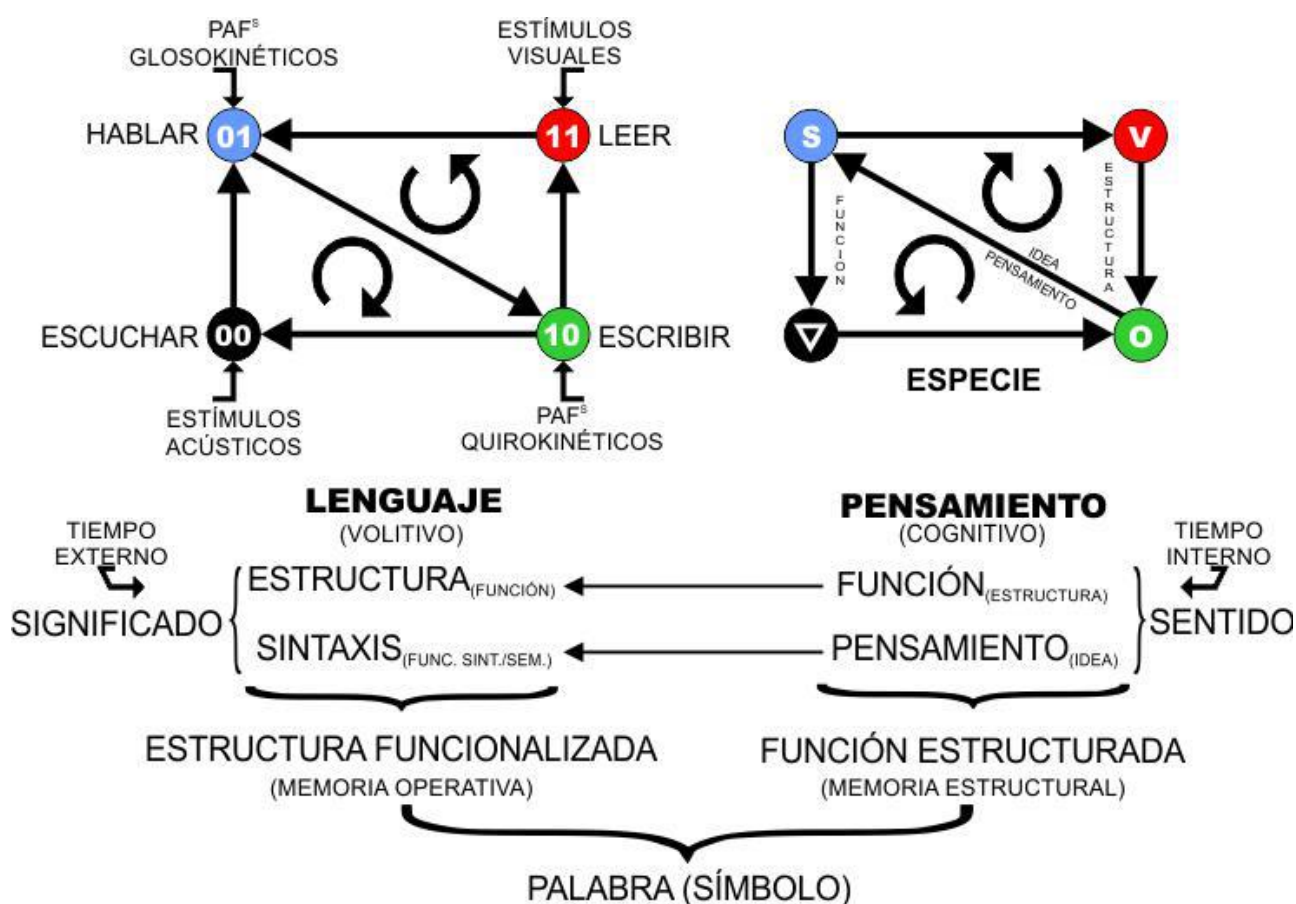 PAFS
GLOSOKINÉTICOS
ESTÍMULOS
VISUALES
HABLAR 01 11 LEER
ESCUCHAR 00 10 ESCRIBIR
ESTÍMULOS
ACÚSTICOS
PAFS
QUIROKINÉTICOS
S V
FUNCIÓN
IDEA
PENSAMIENTO
ESTRUCTURA
O
ESPECIE
LENGUAJE
(VOLITIVO)
PENSAMIENTO
(COGNITIVO)
TIEMPO
EXTERNO
TIEMPO
INTERNO
ESTRUCTURA(FUNCIÓN) FUNCIÓN(ESTRUCTURA)
SIGNIFICADO SENTIDO
SINTAXIS(FUNC. SINT./SEM.) PENSAMIENTO(IDEA)
ESTRUCTURA FUNCIONALIZADA
(MEMORIA OPERATIVA)
FUNCIÓN ESTRUCTURADA
(MEMORIA ESTRUCTURAL)
PALABRA (SÍMBOLO)